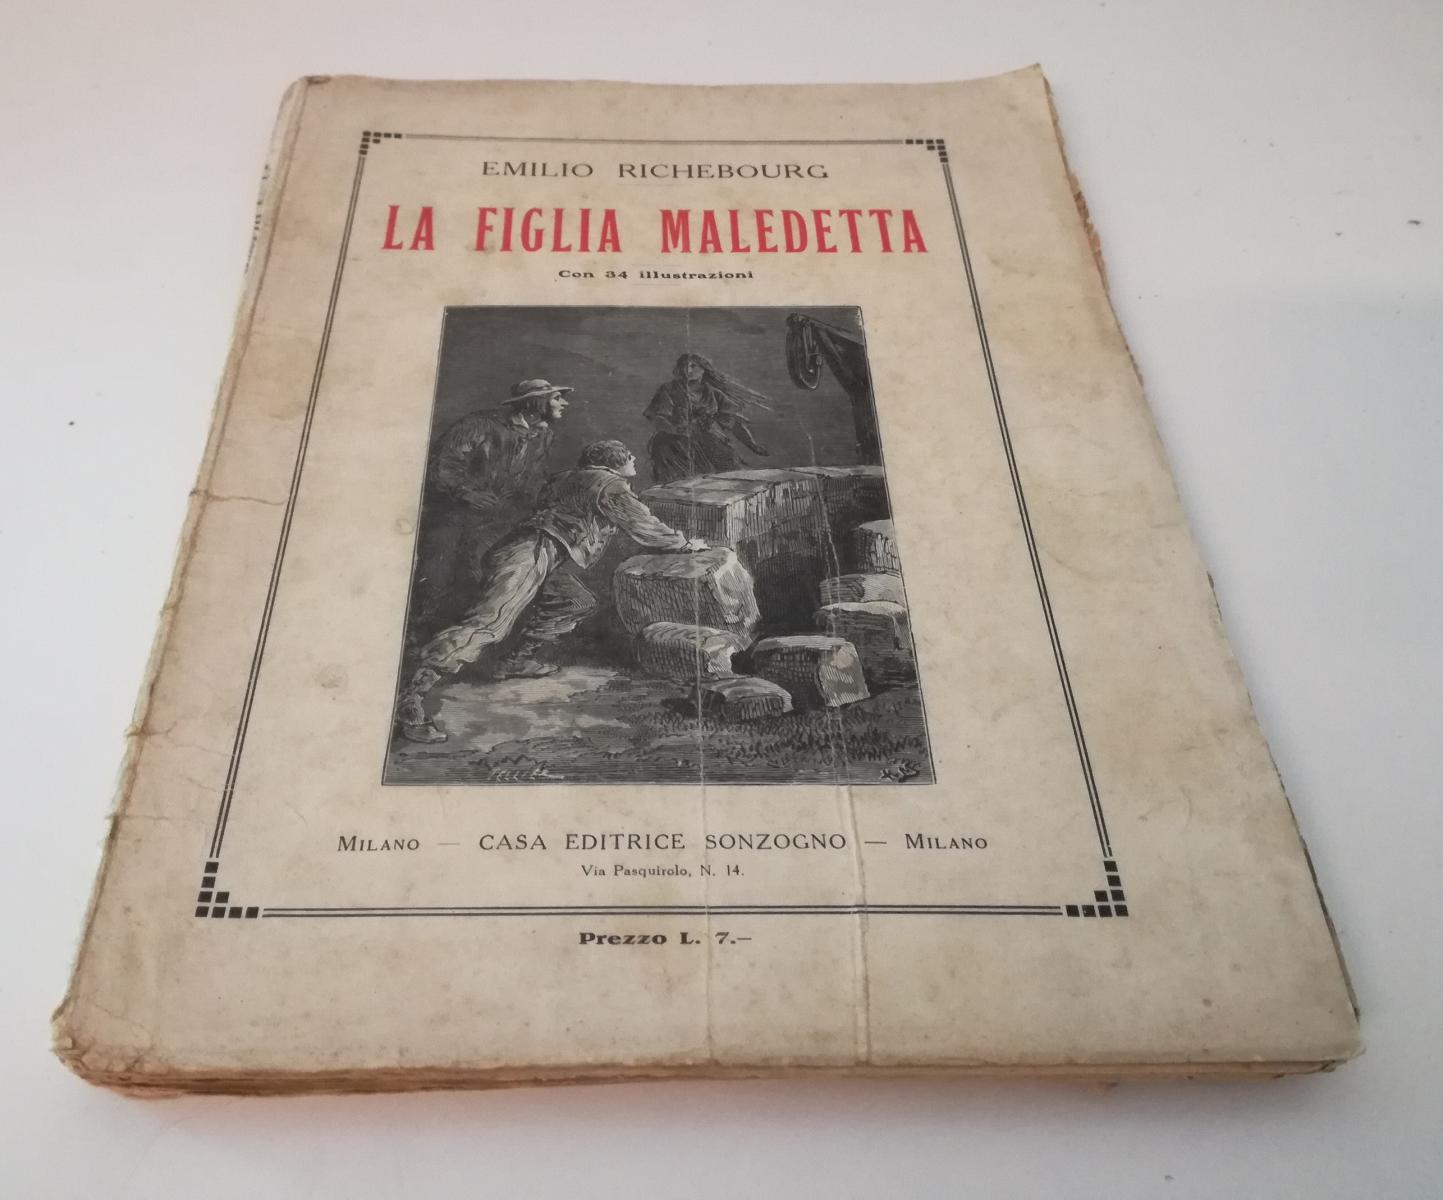 EMILIO RICHEBOURG
LA FIGLIA MALEDETTA
Con 34 illustrazioni
MILANO — CASA EDITRICE SONZOGNO — MILANO
Via Pasquirolo, N. 14.
Prezzo L. 7.—